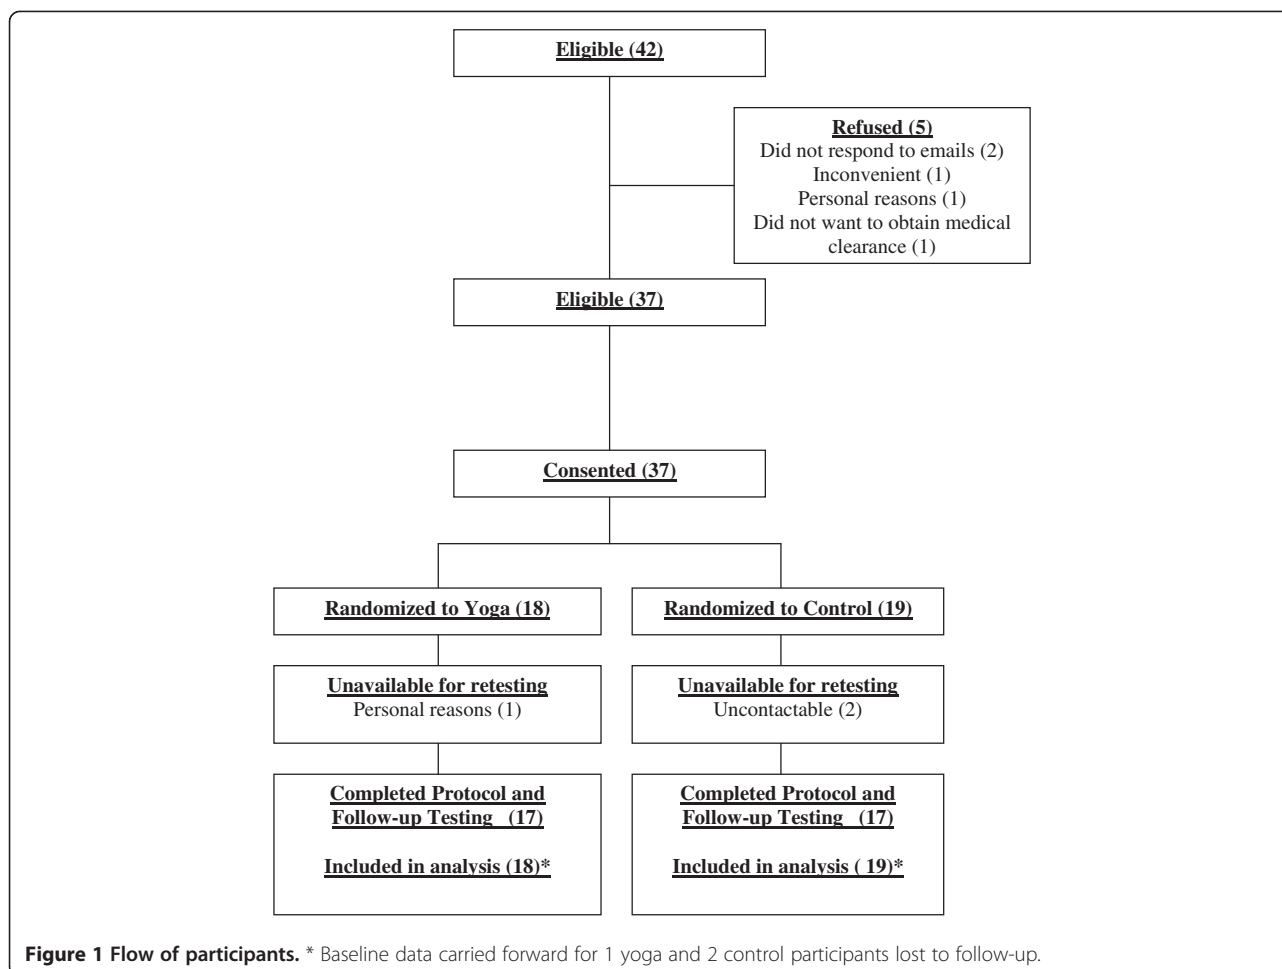 Eligible (42)
Refused (5)
Did not respond to emails (2)
Inconvenient (1)
Personal reasons (1)
Did not want to obtain medical
clearance (1)
Eligible (37)
Consented (37)
Randomized to Yoga (18)
Randomized to Control (19)
Unavailable for retesting
Personal reasons (1)
Unavailable for retesting
Uncontactable (2)
Completed Protocol and
Follow-up Testing (17)
Included in analysis (18)*
Completed Protocol and
Follow-up Testing (17)
Included in analysis ( 19)*
Figure 1 Flow of participants. * Baseline data carried forward for 1 yoga and 2 control participants lost to follow-up.